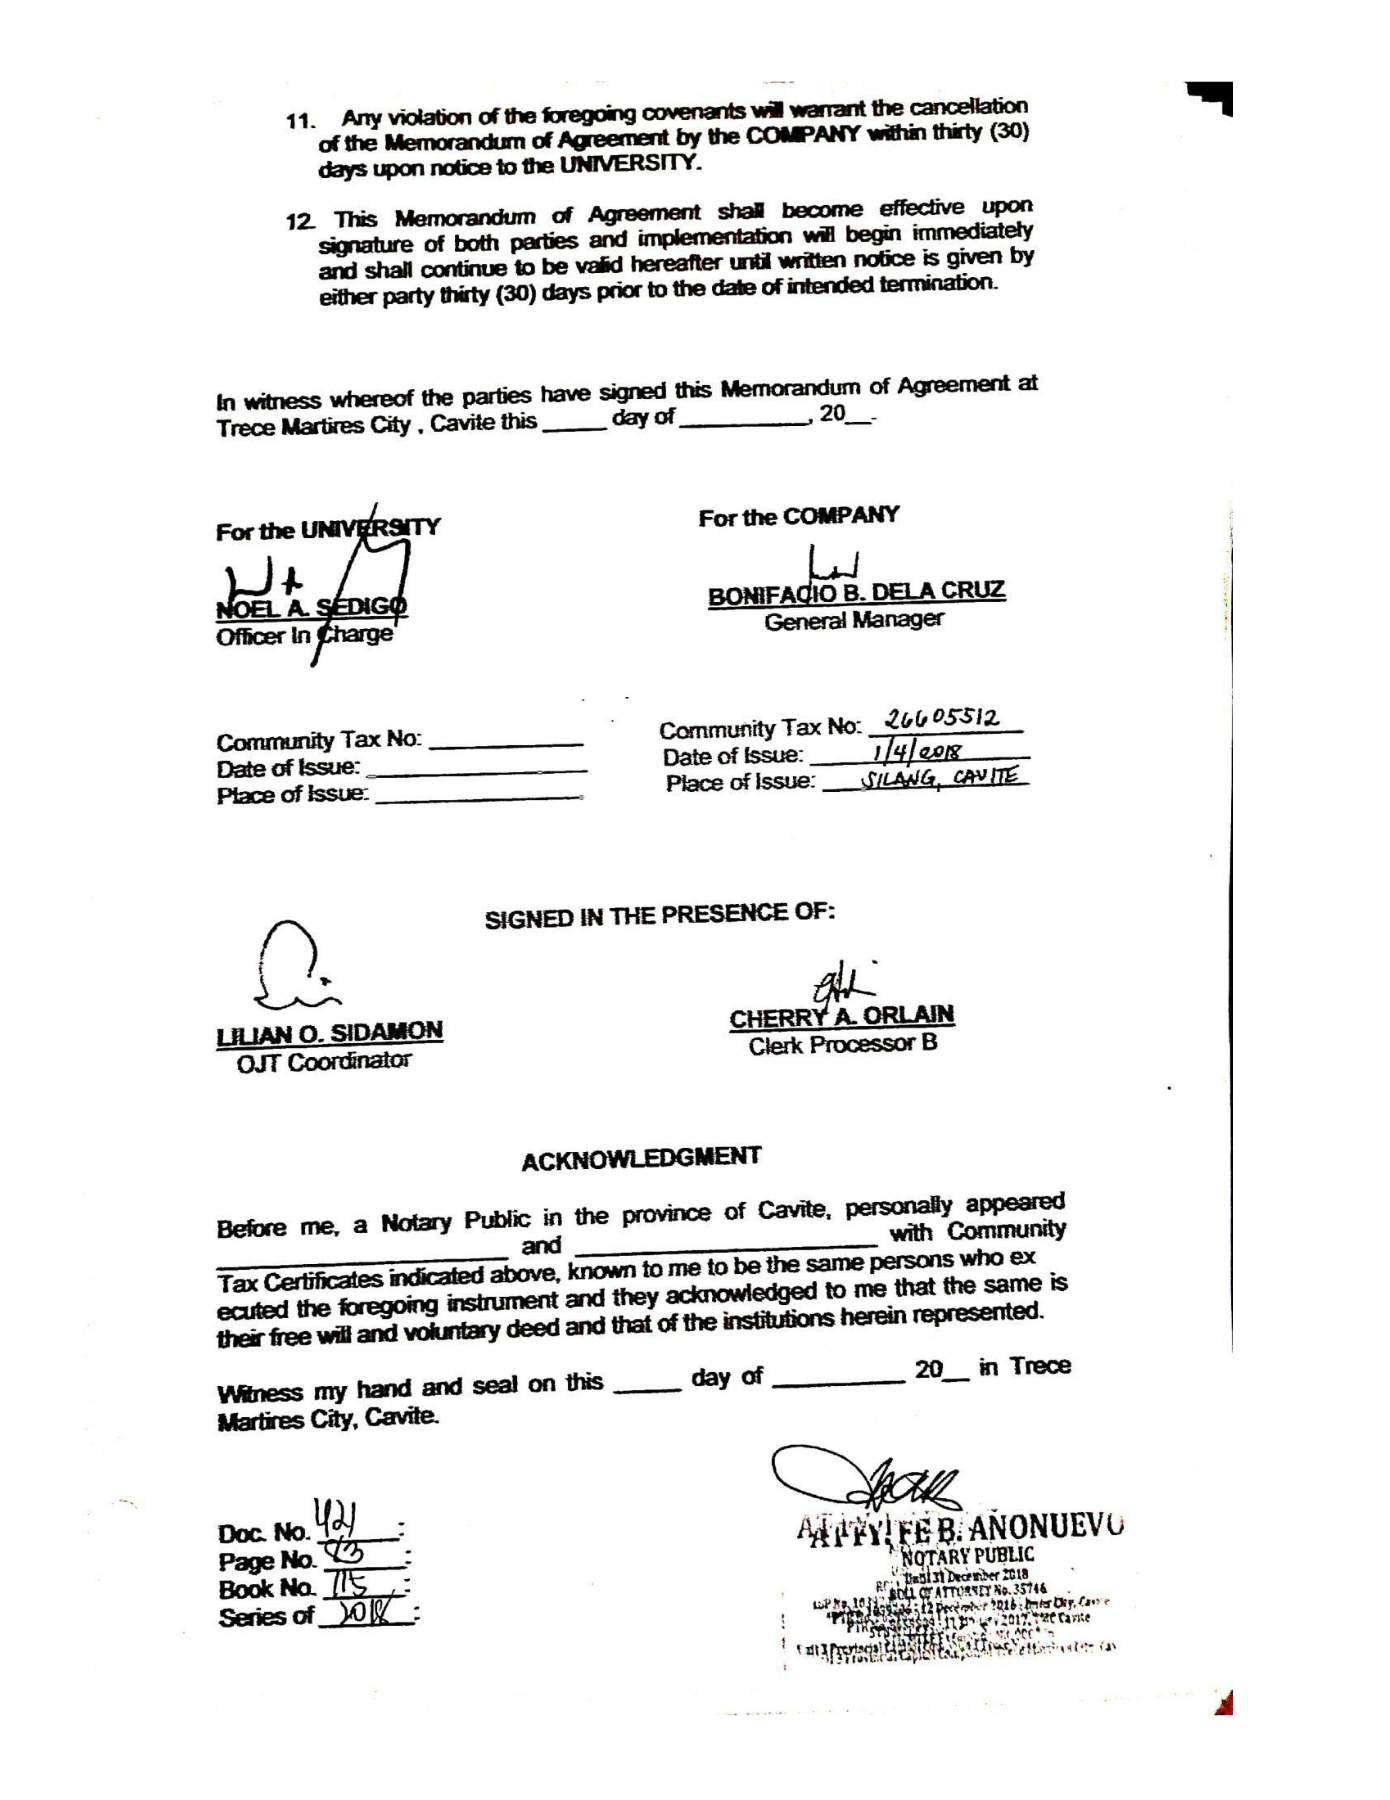 11. Any violation of the foregoing covenants will warrant the cancellation
of the Memorandum of Agreement by the COMPANY within thirty (30)
days upon notice to the UNIVERSITY.
12. This Memorandum of Agreement shall become effective upon
signature of both parties and implementation will begin immediately
and shall continue to be valid hereafter until written notice is given by
either party thirty (30) days prior to the date of intended termination.
In witness whereof the parties have signed this Memorandum of Agreement at
Trece Martires City , Cavite this _____ day of __________, 20__.
For the UNIVERSITY
For the COMPANY
NOEL A. SEDIGO
Officer In Charge
BONIFACIO B. DELA CRUZ
General Manager
Community Tax No: ____________
Date of Issue: ____________
Place of Issue: ____________
Community Tax No: 26605512
Date of Issue: 1/4/2018
Place of Issue: SILANG, CAVITE
SIGNED IN THE PRESENCE OF:
LILIAN O. SIDAMON
OJT Coordinator
CHERRY A. ORLAIN
Clerk Processor B
ACKNOWLEDGMENT
Before me, a Notary Public in the province of Cavite, personally appeared
____________ and ____________ with Community
Tax Certificates indicated above, known to me to be the same persons who ex
ecuted the foregoing instrument and they acknowledged to me that the same is
their free will and voluntary deed and that of the institutions herein represented.
Witness my hand and seal on this _____ day of __________ 20__ in Trece
Martires City, Cavite.
Doc. No. 421 :
Page No. 83 :
Book No. 115 :
Series of 2018 :
ATTY. FE B. AÑONUEVO
NOTARY PUBLIC
Until 31 December 2018
ROLL OF ATTORNEY No. 35746